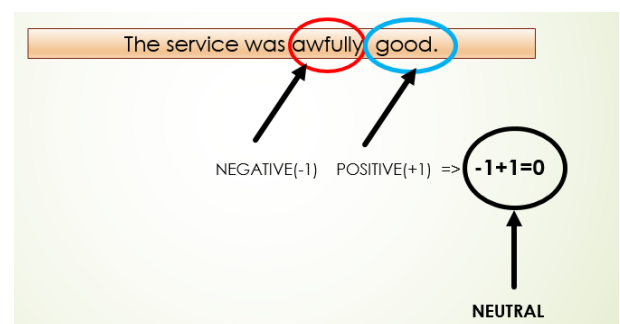 The service was awfully good.
NEGATIVE(-1) POSITIVE(+1) => -1+1=0
NEUTRAL